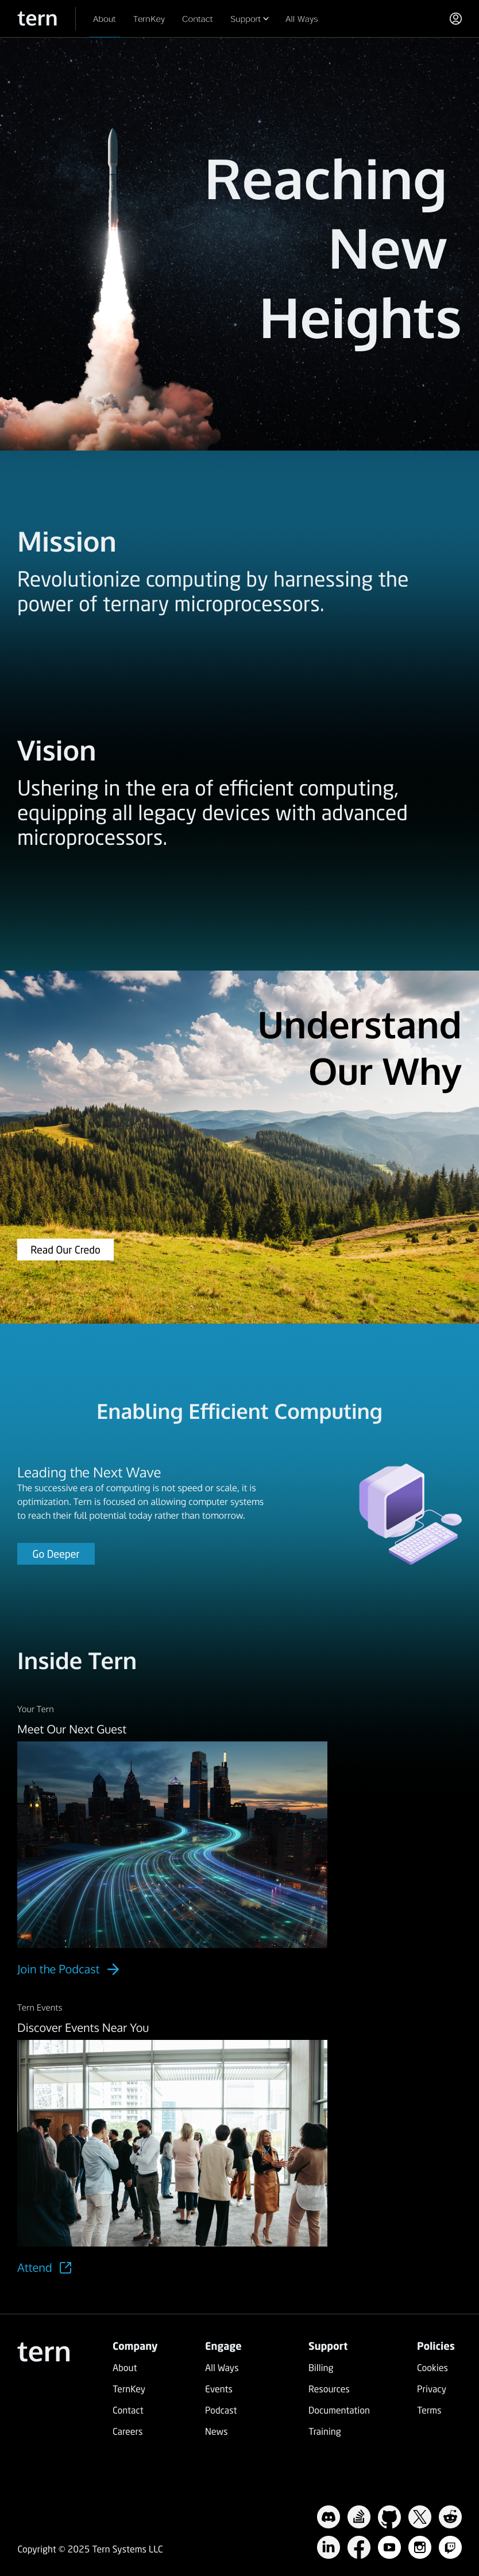 tern
About
TernKey
Contact
Support
All Ways
Reaching
New
Heights
Mission
Revolutionize computing by harnessing the
power of ternary microprocessors.
Vision
Ushering in the era of efficient computing,
equipping all legacy devices with advanced
microprocessors.
Understand
Our Why
Read Our Credo
Enabling Efficient Computing
Leading the Next Wave
The successive era of computing is not speed or scale, it is
optimization. Tern is focused on allowing computer systems
to reach their full potential today rather than tomorrow.
Go Deeper
Inside Tern
Your Tern
Meet Our Next Guest
Join the Podcast
Tern Events
Discover Events Near You
Attend
tern
Company
About
TernKey
Contact
Careers
Engage
All Ways
Events
Podcast
News
Support
Billing
Resources
Documentation
Training
Policies
Cookies
Privacy
Terms
Copyright © 2025 Tern Systems LLC